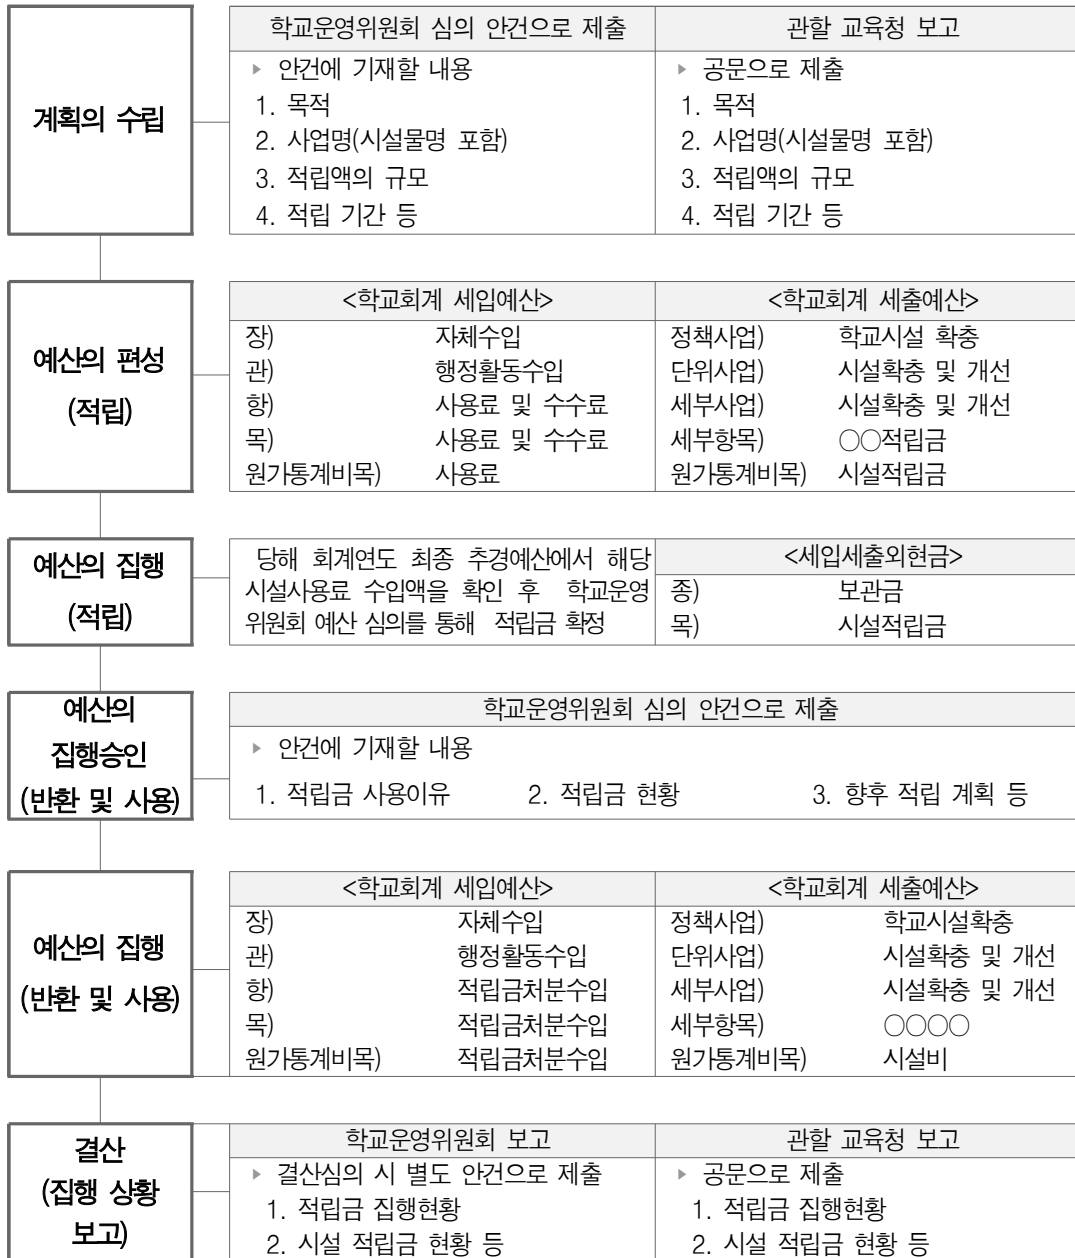 계획의 수립
학교운영위원회 심의 안건으로 제출
▸ 안건에 기재할 내용
1. 목적
2. 사업명(시설물명 포함)
3. 적립액의 규모
4. 적립 기간 등
관할 교육청 보고
▸ 공문으로 제출
1. 목적
2. 사업명(시설물명 포함)
3. 적립액의 규모
4. 적립 기간 등
예산의 편성
(적립)
<학교회계 세입예산>
장) 자체수입
관) 행정활동수입
항) 사용료 및 수수료
목) 사용료 및 수수료
원가통계비목) 사용료
<학교회계 세출예산>
정책사업) 학교시설 확충
단위사업) 시설확충 및 개선
세부사업) 시설확충 및 개선
세부항목) ○○적립금
원가통계비목) 시설적립금
예산의 집행
(적립)
당해 회계연도 최종 추경예산에서 해당
시설사용료 수입액을 확인 후 학교운영
위원회 예산 심의를 통해 적립금 확정
<세입세출외현금>
종) 보관금
목) 시설적립금
예산의
집행승인
(반환 및 사용)
학교운영위원회 심의 안건으로 제출
▸ 안건에 기재할 내용
1. 적립금 사용이유 2. 적립금 현황 3. 향후 적립 계획 등
예산의 집행
(반환 및 사용)
<학교회계 세입예산>
장) 자체수입
관) 행정활동수입
항) 적립금처분수입
목) 적립금처분수입
원가통계비목) 적립금처분수입
<학교회계 세출예산>
정책사업) 학교시설확충
단위사업) 시설확충 및 개선
세부사업) 시설확충 및 개선
세부항목) ○○○○
원가통계비목) 시설비
결산
(집행 상황
보고)
학교운영위원회 보고
▸ 결산심의 시 별도 안건으로 제출
1. 적립금 집행현황
2. 시설 적립금 현황 등
관할 교육청 보고
▸ 공문으로 제출
1. 적립금 집행현황
2. 시설 적립금 현황 등